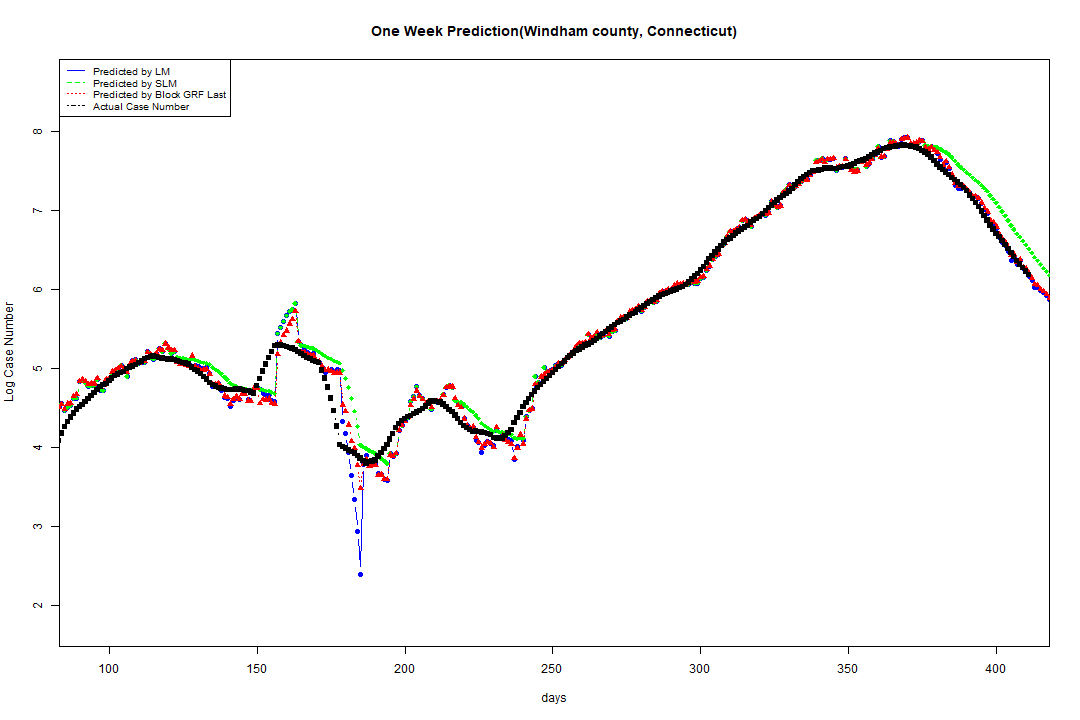 One Week Prediction(Windham county, Connecticut)
Predicted by LM
Predicted by SLM
Predicted by Block GRF Last
Actual Case Number
Log Case Number
8
7
6
5
4
3
2
100 150 200 250 300 350 400
days